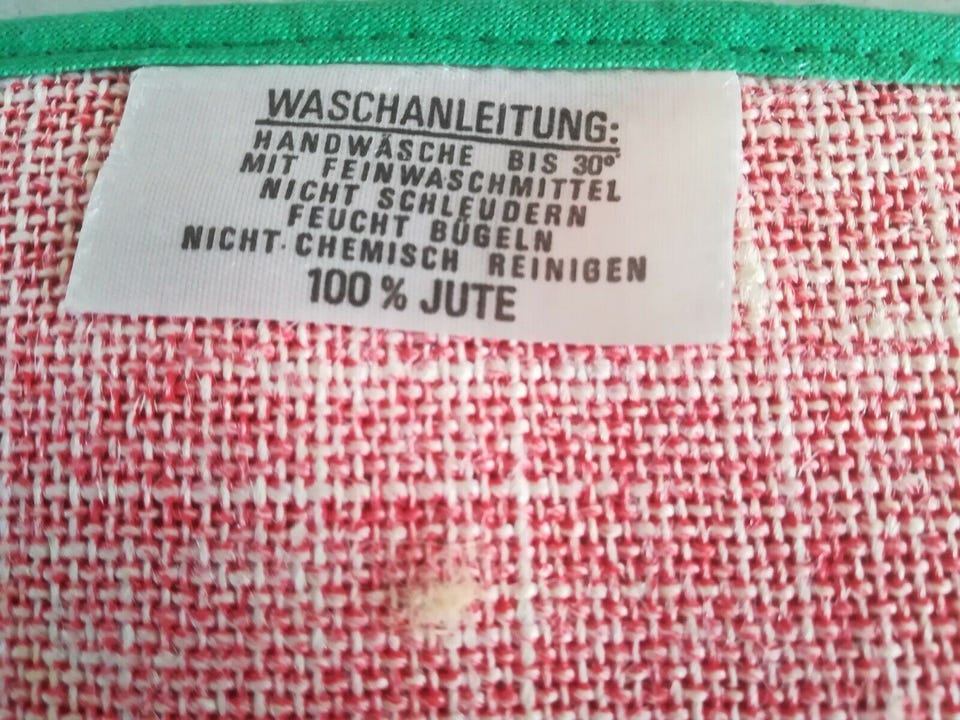 WASCHANLEITUNG:
HANDWÄSCHE BIS 30°
MIT FEINWASCHMITTEL
NICHT SCHLEUDERN
FEUCHT BÜGELN
NICHT CHEMISCH REINIGEN
100 % JUTE